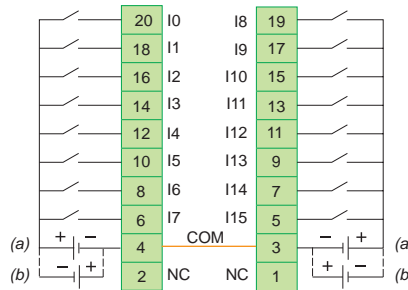 20 I0 I8 19
18 I1 I9 17
16 I2 I10 15
14 I3 I11 13
12 I4 I12 11
10 I5 I13 9
8 I6 I14 7
6 I7 I15 5
(a) + − 4 COM 3 − + (a)
(b) − + 2 NC NC 1 + − (b)